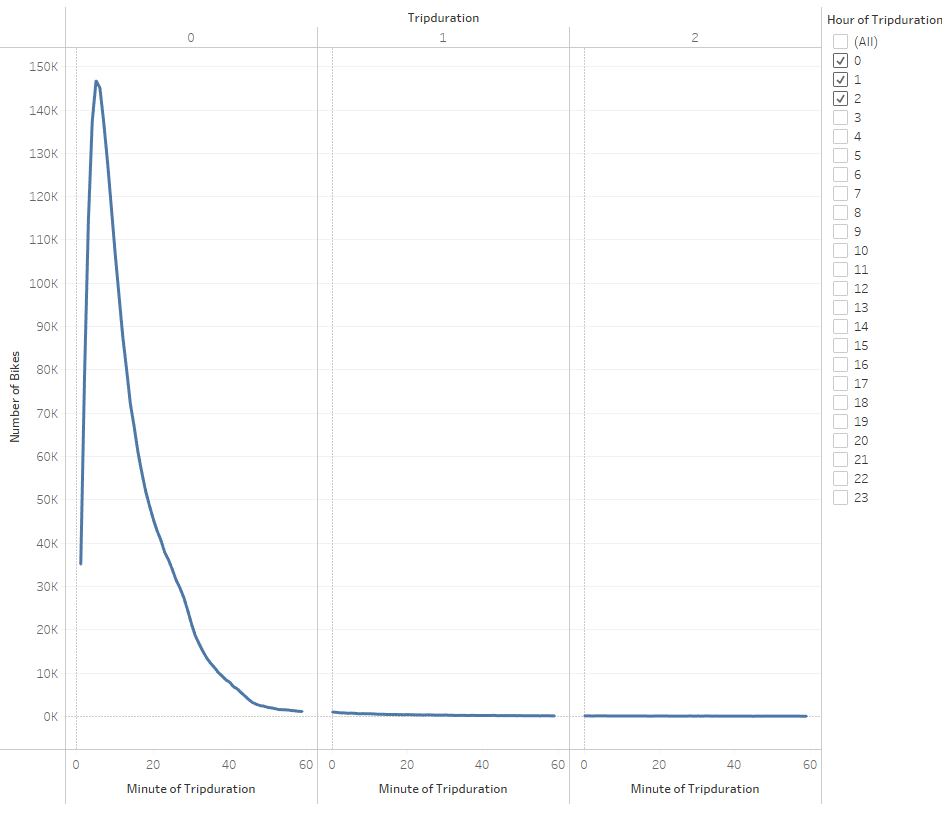 Tripduration
0 1 2
150K
140K
130K
120K
110K
100K
90K
80K
70K
60K
50K
40K
30K
20K
10K
0K
Number of Bikes
0 20 40 60 0 20 40 60 0 20 40 60
Minute of Tripduration Minute of Tripduration Minute of Tripduration
Hour of Tripduration
(All)
0
1
2
3
4
5
6
7
8
9
10
11
12
13
14
15
16
17
18
19
20
21
22
23